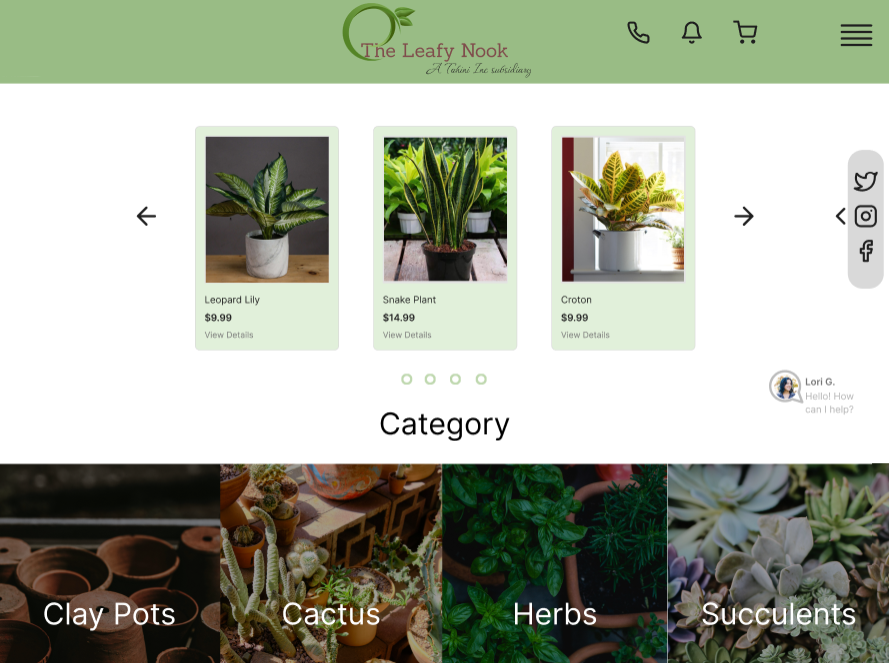 The Leafy Nook
A Tahini Inc subsidiary
Leopard Lily
$9.99
View Details
Snake Plant
$14.99
View Details
Croton
$9.99
View Details
Lori G.
Hello! How
can I help?
Category
Clay Pots
Cactus
Herbs
Succulents